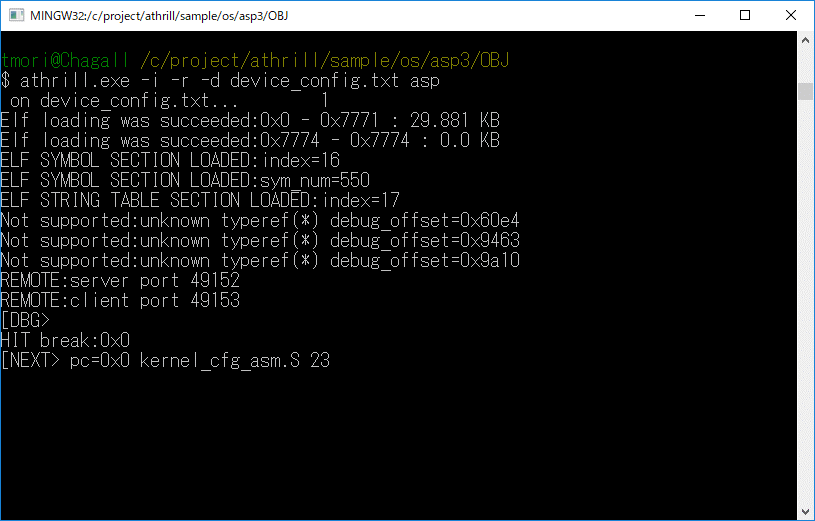 MINGW32:/c/project/athrill/sample/os/asp3/OBJ
tmori@Chagall /c/project/athrill/sample/os/asp3/OBJ
$ athrill.exe -i -r -d device_config.txt asp
 on device_config.txt...        1
Elf loading was succeeded:0x0 - 0x7771 : 29.881 KB
Elf loading was succeeded:0x7774 - 0x7774 : 0.0 KB
ELF SYMBOL SECTION LOADED:index=16
ELF SYMBOL SECTION LOADED:sym_num=550
ELF STRING TABLE SECTION LOADED:index=17
Not supported:unknown typeref(*) debug_offset=0x60e4
Not supported:unknown typeref(*) debug_offset=0x9463
Not supported:unknown typeref(*) debug_offset=0x9a10
REMOTE:server port 49152
REMOTE:client port 49153
[DBG>
HIT break:0x0
[NEXT> pc=0x0 kernel_cfg_asm.S 23